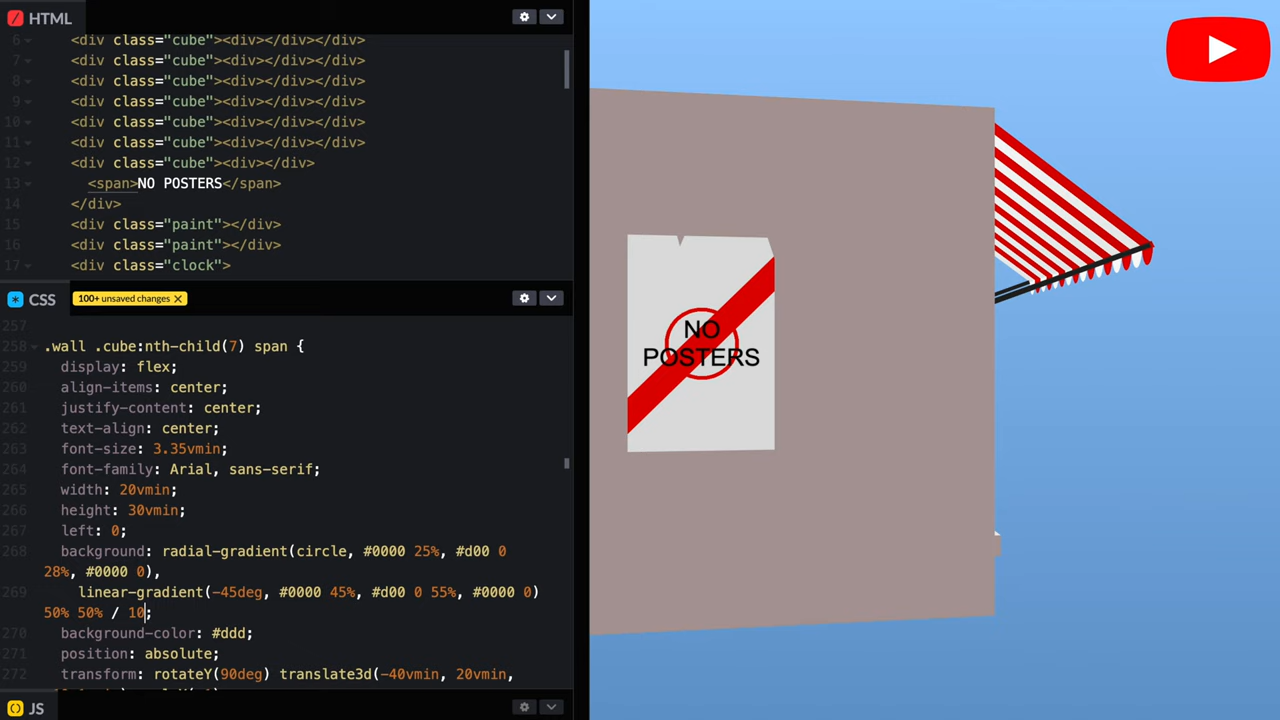 HTML
6 <div class="cube"><div></div></div>
7 <div class="cube"><div></div></div>
8 <div class="cube"><div></div></div>
9 <div class="cube"><div></div></div>
10 <div class="cube"><div></div></div>
11 <div class="cube"><div></div></div>
12 <div class="cube"><div></div>
13 <span>NO POSTERS</span>
14 </div>
15 <div class="paint"></div>
16 <div class="paint"></div>
17 <div class="clock">
CSS 100+ unsaved changes ×
257
258 .wall .cube:nth-child(7) span {
259 display: flex;
260 align-items: center;
261 justify-content: center;
262 text-align: center;
263 font-size: 3.35vmin;
264 font-family: Arial, sans-serif;
265 width: 20vmin;
266 height: 30vmin;
267 left: 0;
268 background: radial-gradient(circle, #0000 25%, #d00 0
28%, #0000 0),
269 linear-gradient(-45deg, #0000 45%, #d00 0 55%, #0000 0)
50% 50% / 10;
270 background-color: #ddd;
271 position: absolute;
272 transform: rotateY(90deg) translate3d(-40vmin, 20vmin,
JS
NO
POSTERS